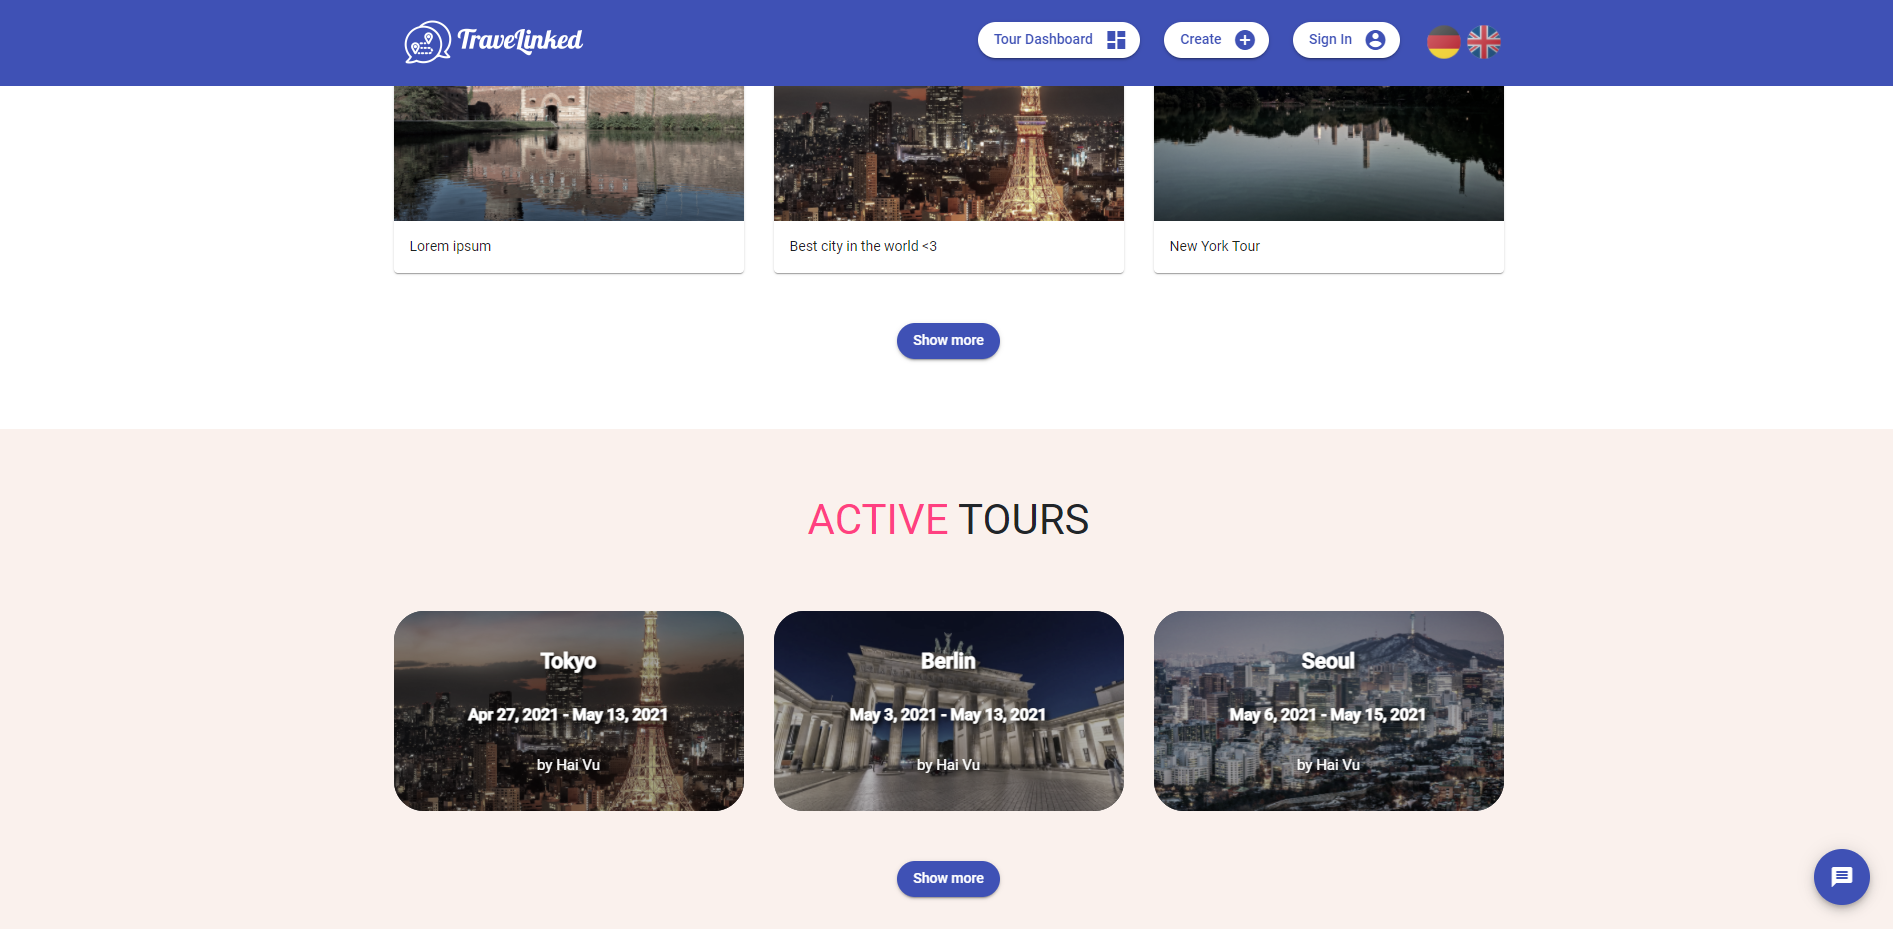 TraveLinked
Tour Dashboard
Create
Sign In
Lorem ipsum
Best city in the world <3
New York Tour
Show more
ACTIVE TOURS
Tokyo
Apr 27, 2021 - May 13, 2021
by Hai Vu
Berlin
May 3, 2021 - May 13, 2021
by Hai Vu
Seoul
May 6, 2021 - May 15, 2021
by Hai Vu
Show more